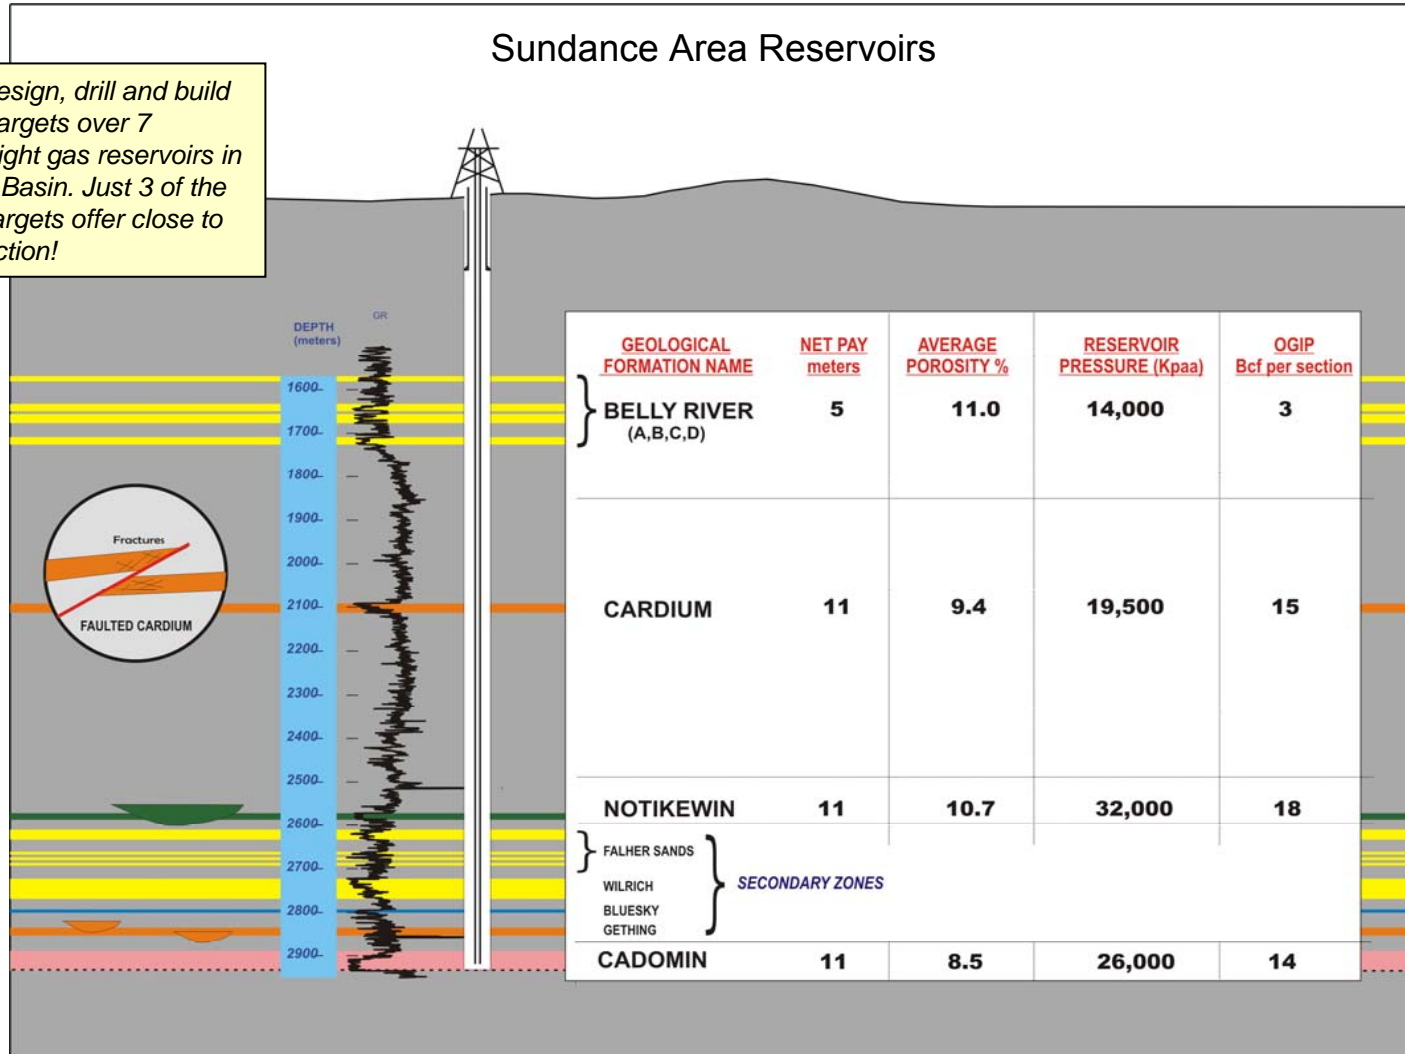 Sundance Area Reservoirs
esign, drill and build
argets over 7
ight gas reservoirs in
Basin. Just 3 of the
argets offer close to
ction!
DEPTH
(meters)
GR
1600
1700
1800
1900
2000
2100
2200
2300
2400
2500
2600
2700
2800
2900
Fractures
FAULTED CARDIUM
GEOLOGICAL FORMATION NAME NET PAY meters AVERAGE POROSITY % RESERVOIR PRESSURE (Kpaa) OGIP Bcf per section
BELLY RIVER 5 11.0 14,000 3
(A,B,C,D)
CARDIUM 11 9.4 19,500 15
NOTIKEWIN 11 10.7 32,000 18
FALHER SANDS
WILRICH
BLUESKY
GETHING
SECONDARY ZONES
CADOMIN 11 8.5 26,000 14